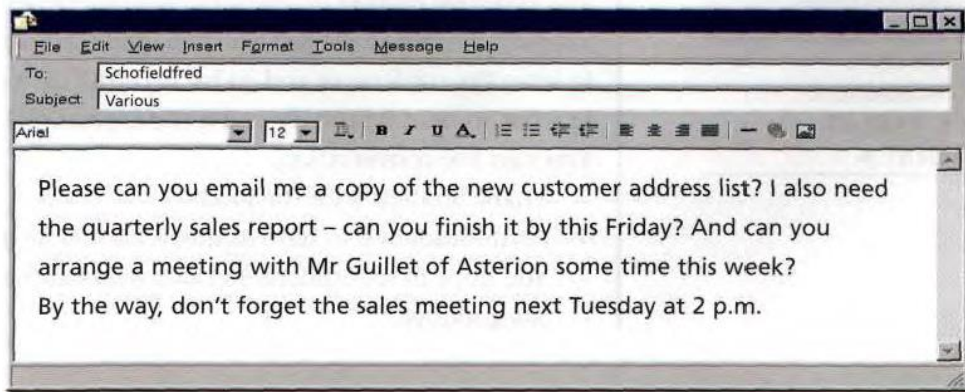 File Edit View Insert Format Tools Message Help
To: Schofieldfred
Subject: Various
Arial 12 B I U A
Please can you email me a copy of the new customer address list? I also need
the quarterly sales report – can you finish it by this Friday? And can you
arrange a meeting with Mr Guillet of Asterion some time this week?
By the way, don't forget the sales meeting next Tuesday at 2 p.m.